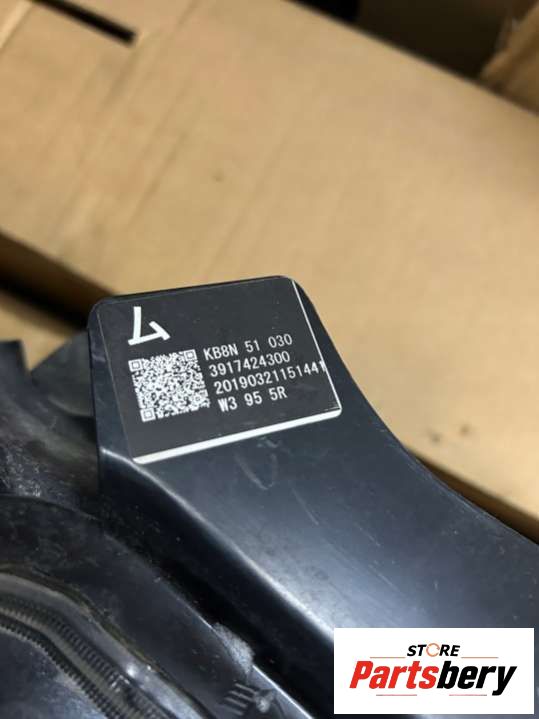 L
KB8N 51 030
3917424300
20190321151441
W3 95 5R
STORE
Partsbery